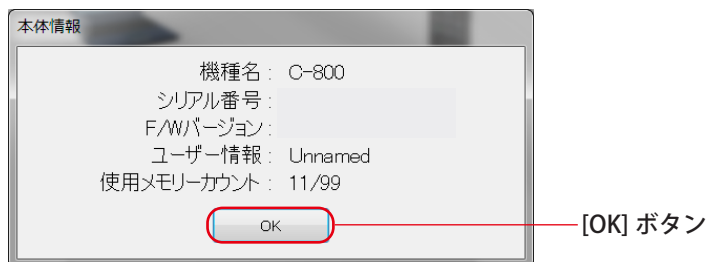 本体情報
機種名 : C-800
シリアル番号 :
F/Wバージョン :
ユーザー情報 : Unnamed
使用メモリーカウント : 11/99
OK
[OK] ボタン